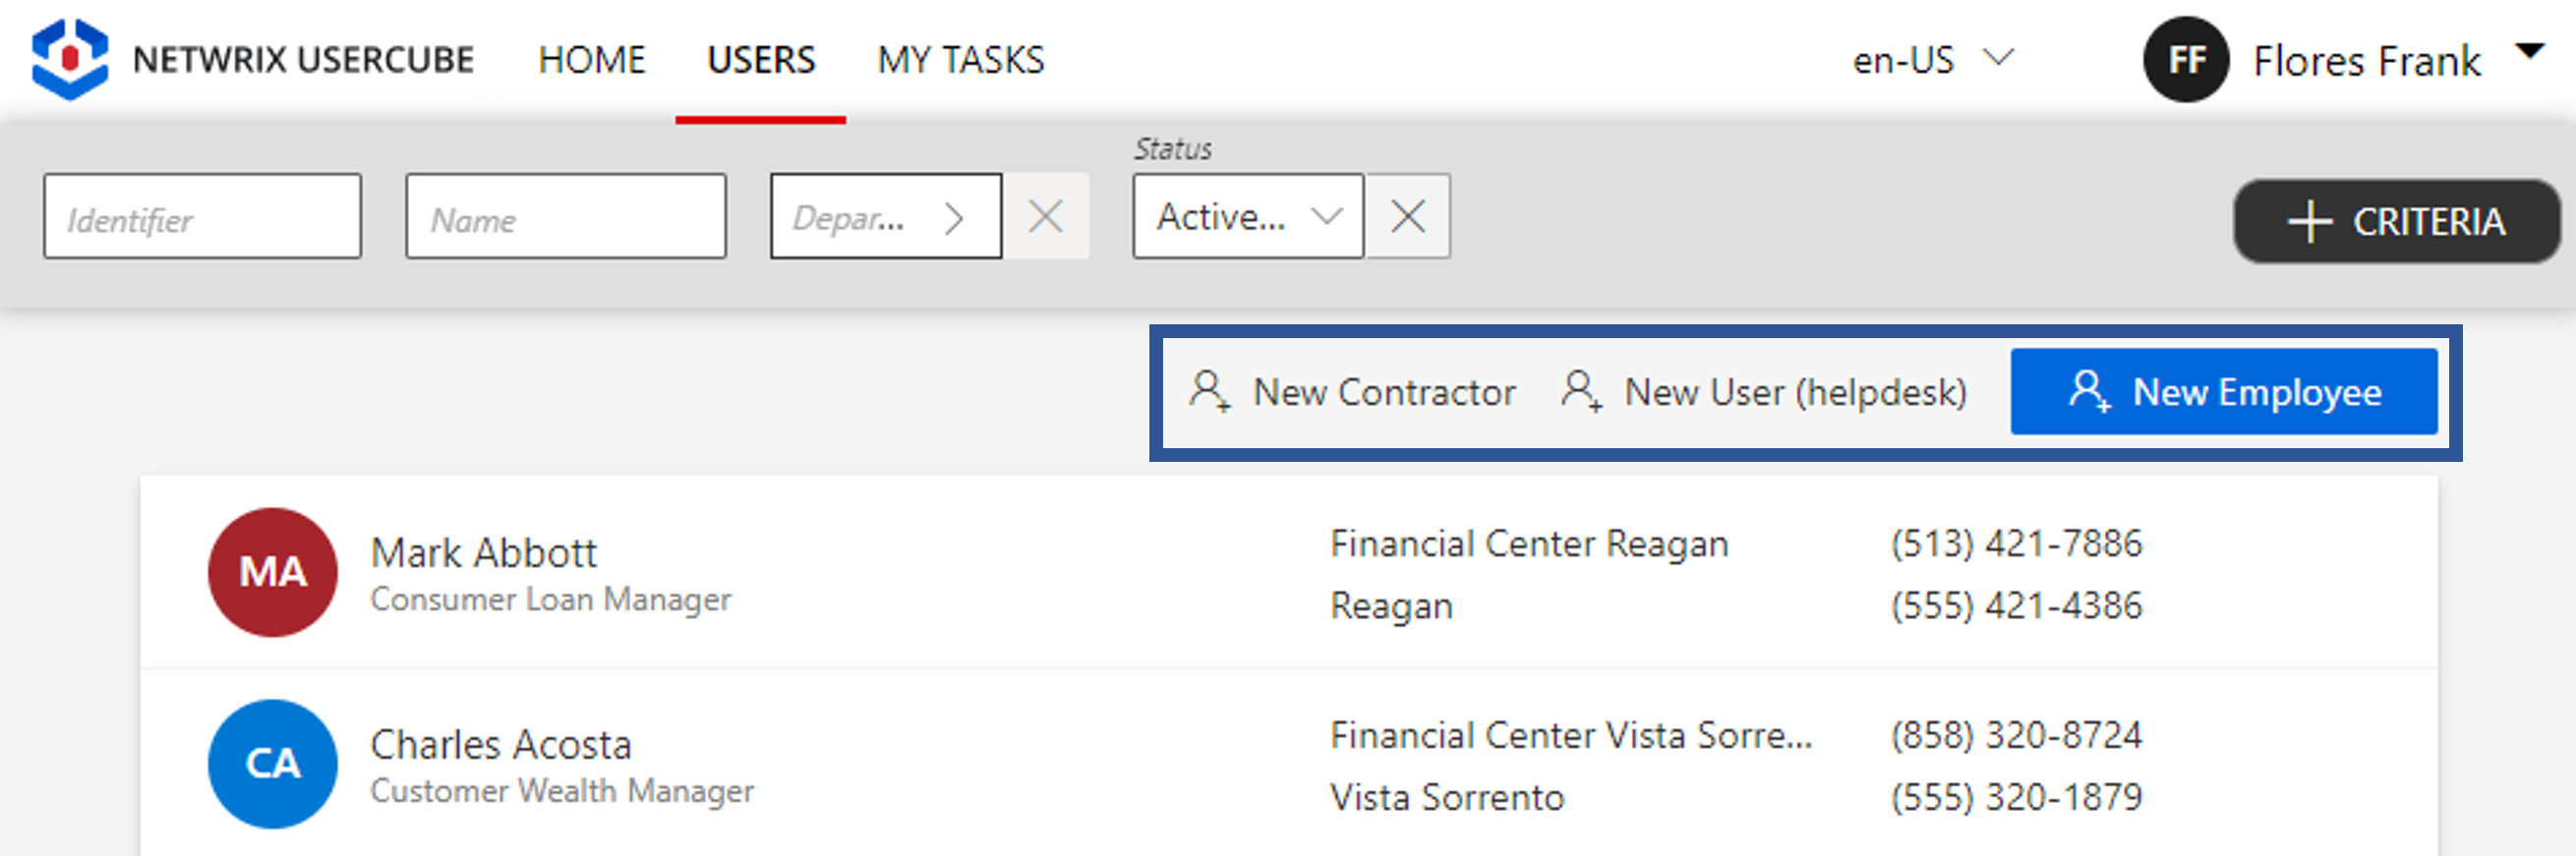 NETWRIX USERCUBE HOME USERS MY TASKS en-US FF Flores Frank
Status
Identifier Name Depar... Active... CRITERIA
New Contractor New User (helpdesk) New Employee
MA Mark Abbott Financial Center Reagan (513) 421-7886
Consumer Loan Manager Reagan (555) 421-4386
CA Charles Acosta Financial Center Vista Sorre... (858) 320-8724
Customer Wealth Manager Vista Sorrento (555) 320-1879